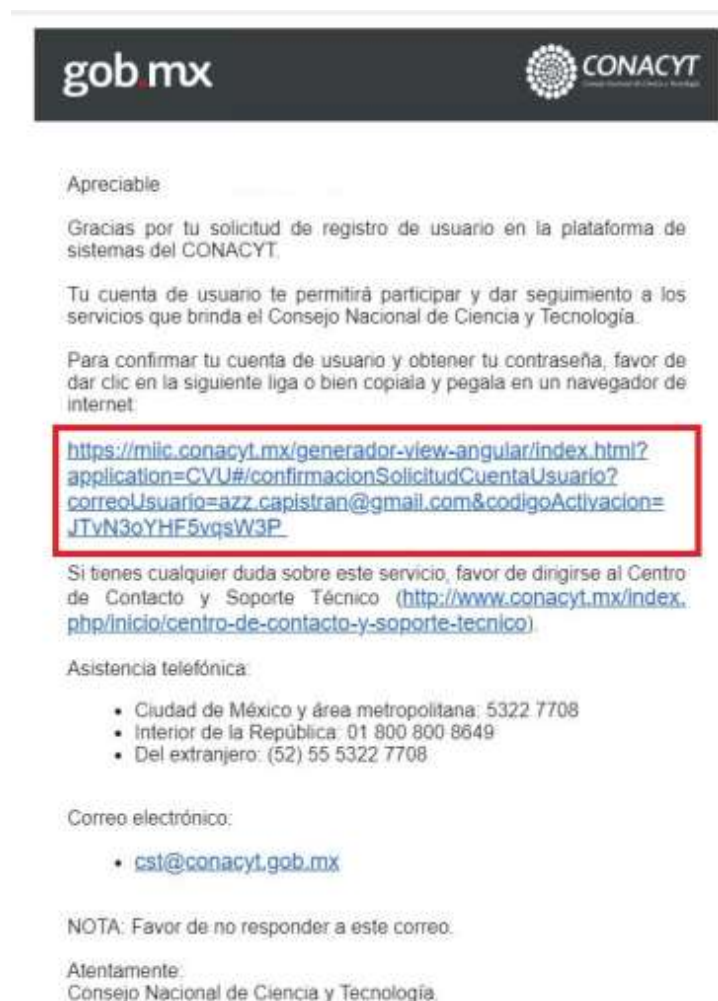 gob.mx
CONACYT
Apreciable
Gracias por tu solicitud de registro de usuario en la plataforma de
sistemas del CONACYT.
Tu cuenta de usuario te permitirá participar y dar seguimiento a los
servicios que brinda el Consejo Nacional de Ciencia y Tecnología.
Para confirmar tu cuenta de usuario y obtener tu contraseña, favor de
dar clic en la siguiente liga o bien copiala y pegala en un navegador de
internet:
https://miic.conacyt.mx/generador-view-angular/index.html?
application=CVU#/confirmacionSolicitudCuentaUsuario?
correoUsuario=azz.capistran@gmail.com&codigoActivacion=
JTvN3oYHF5vqsW3P
Si tienes cualquier duda sobre este servicio, favor de dirigirse al Centro
de Contacto y Soporte Técnico (http://www.conacyt.mx/index.
php/inicio/centro-de-contacto-y-soporte-tecnico).
Asistencia telefónica:
• Ciudad de México y área metropolitana: 5322 7708
• Interior de la República: 01 800 800 8649
• Del extranjero: (52) 55 5322 7708
Correo electrónico:
• cst@conacyt.gob.mx
NOTA: Favor de no responder a este correo.
Atentamente:
Consejo Nacional de Ciencia y Tecnología.